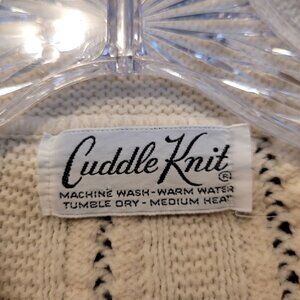 Cuddle Knit®
MACHINE WASH-WARM WATER
TUMBLE DRY - MEDIUM HEAT